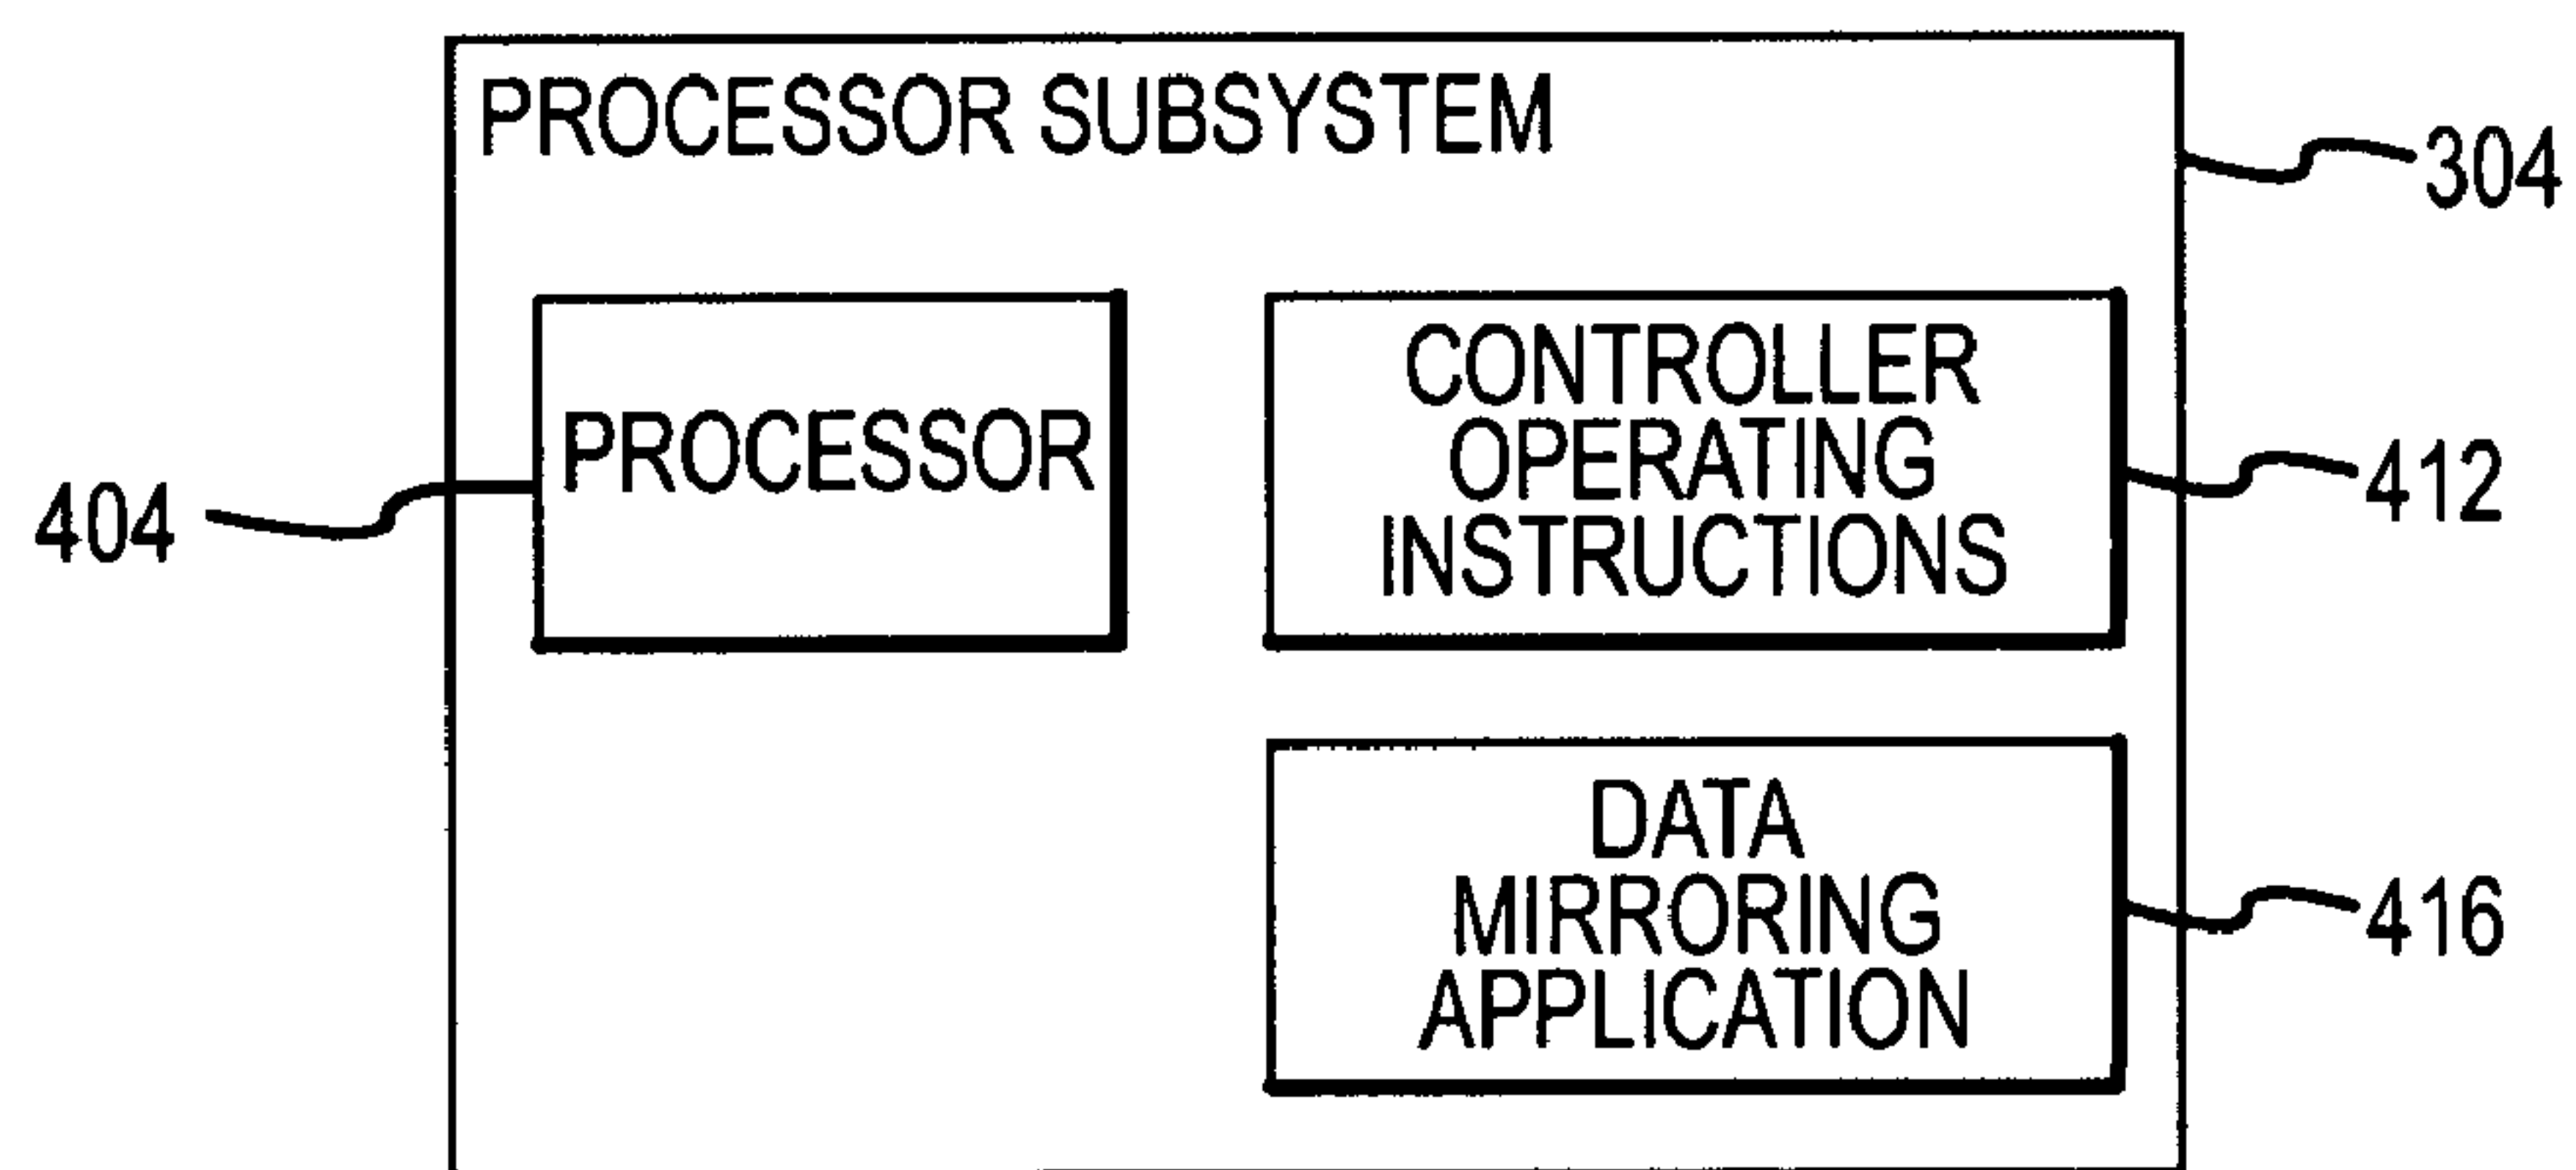 PROCESSOR SUBSYSTEM
304
PROCESSOR
404
CONTROLLER
OPERATING
INSTRUCTIONS
412
DATA
MIRRORING
APPLICATION
416